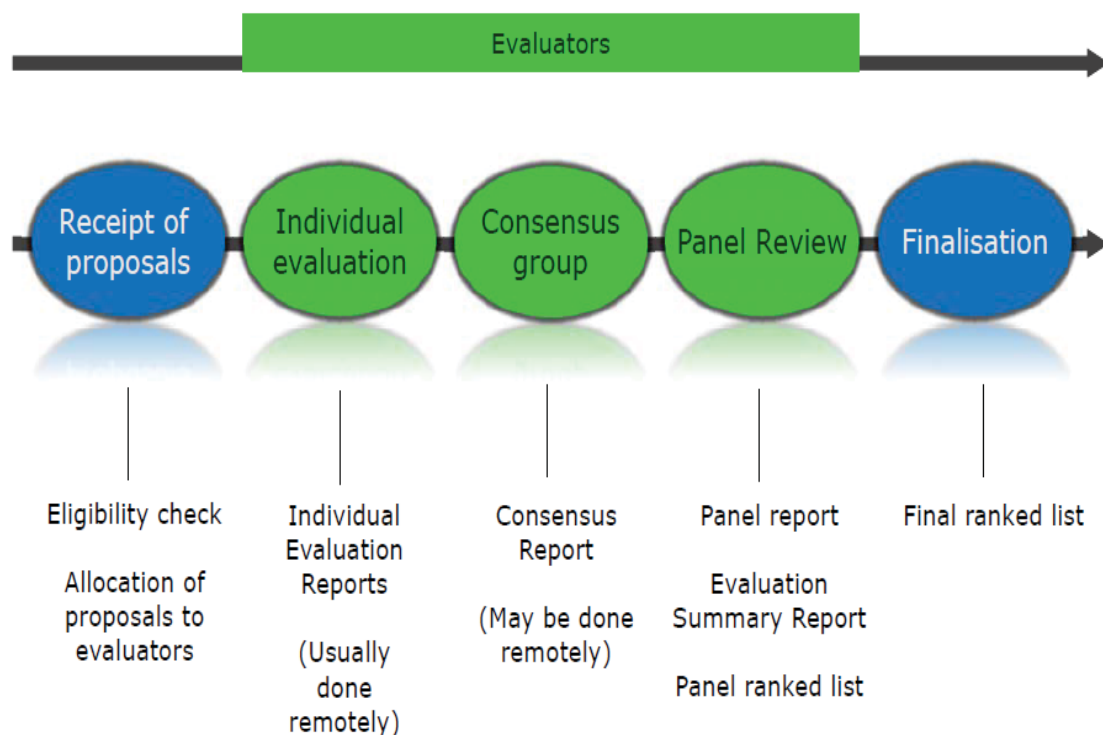 Evaluators
Receipt of
proposals
Individual
evaluation
Consensus
group
Panel Review
Finalisation
Eligibility check
Allocation of
proposals to
evaluators
Individual
Evaluation
Reports
(Usually
done
remotely)
Consensus
Report
(May be done
remotely)
Panel report
Evaluation
Summary Report
Panel ranked list
Final ranked list